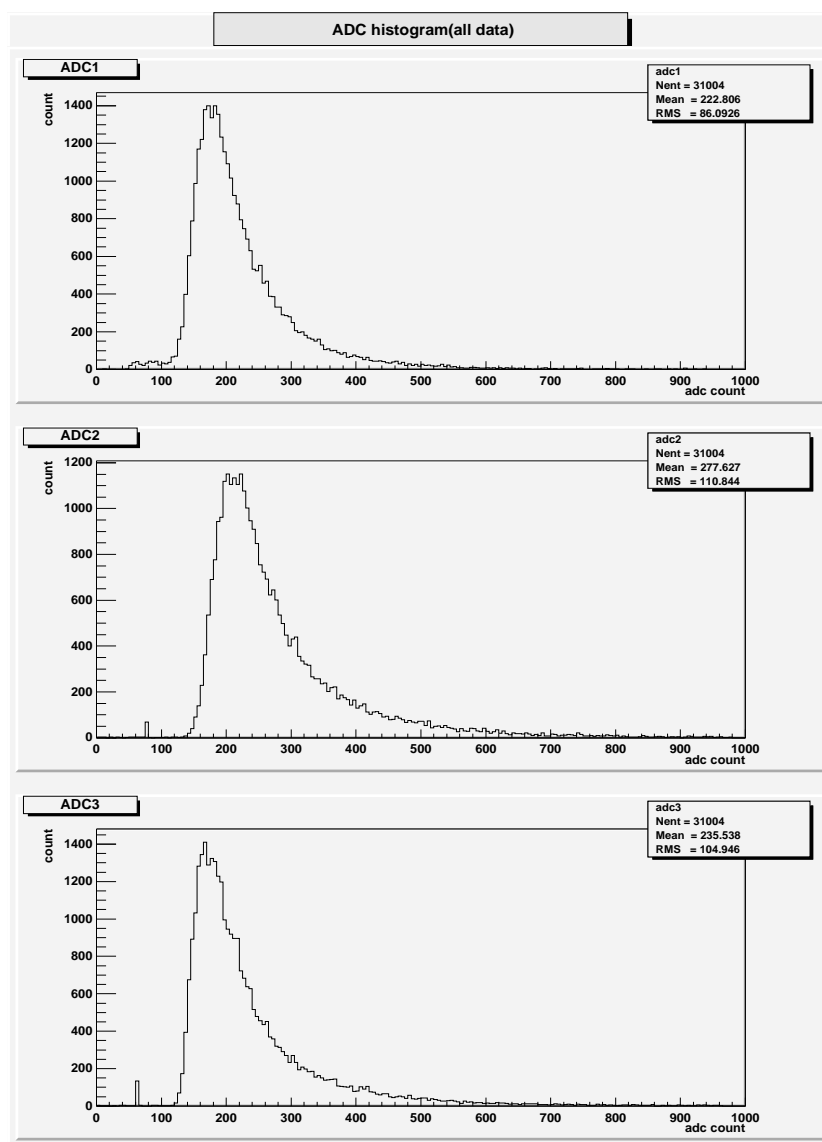 ADC histogram(all data)
ADC1
adc1
Nent = 31004
Mean = 222.806
RMS = 86.0926
count
1400
1200
1000
800
600
400
200
0
0 100 200 300 400 500 600 700 800 900 1000
adc count
ADC2
adc2
Nent = 31004
Mean = 277.627
RMS = 110.844
count
1200
1000
800
600
400
200
0
0 100 200 300 400 500 600 700 800 900 1000
adc count
ADC3
adc3
Nent = 31004
Mean = 235.538
RMS = 104.946
count
1400
1200
1000
800
600
400
200
0
0 100 200 300 400 500 600 700 800 900 1000
adc count